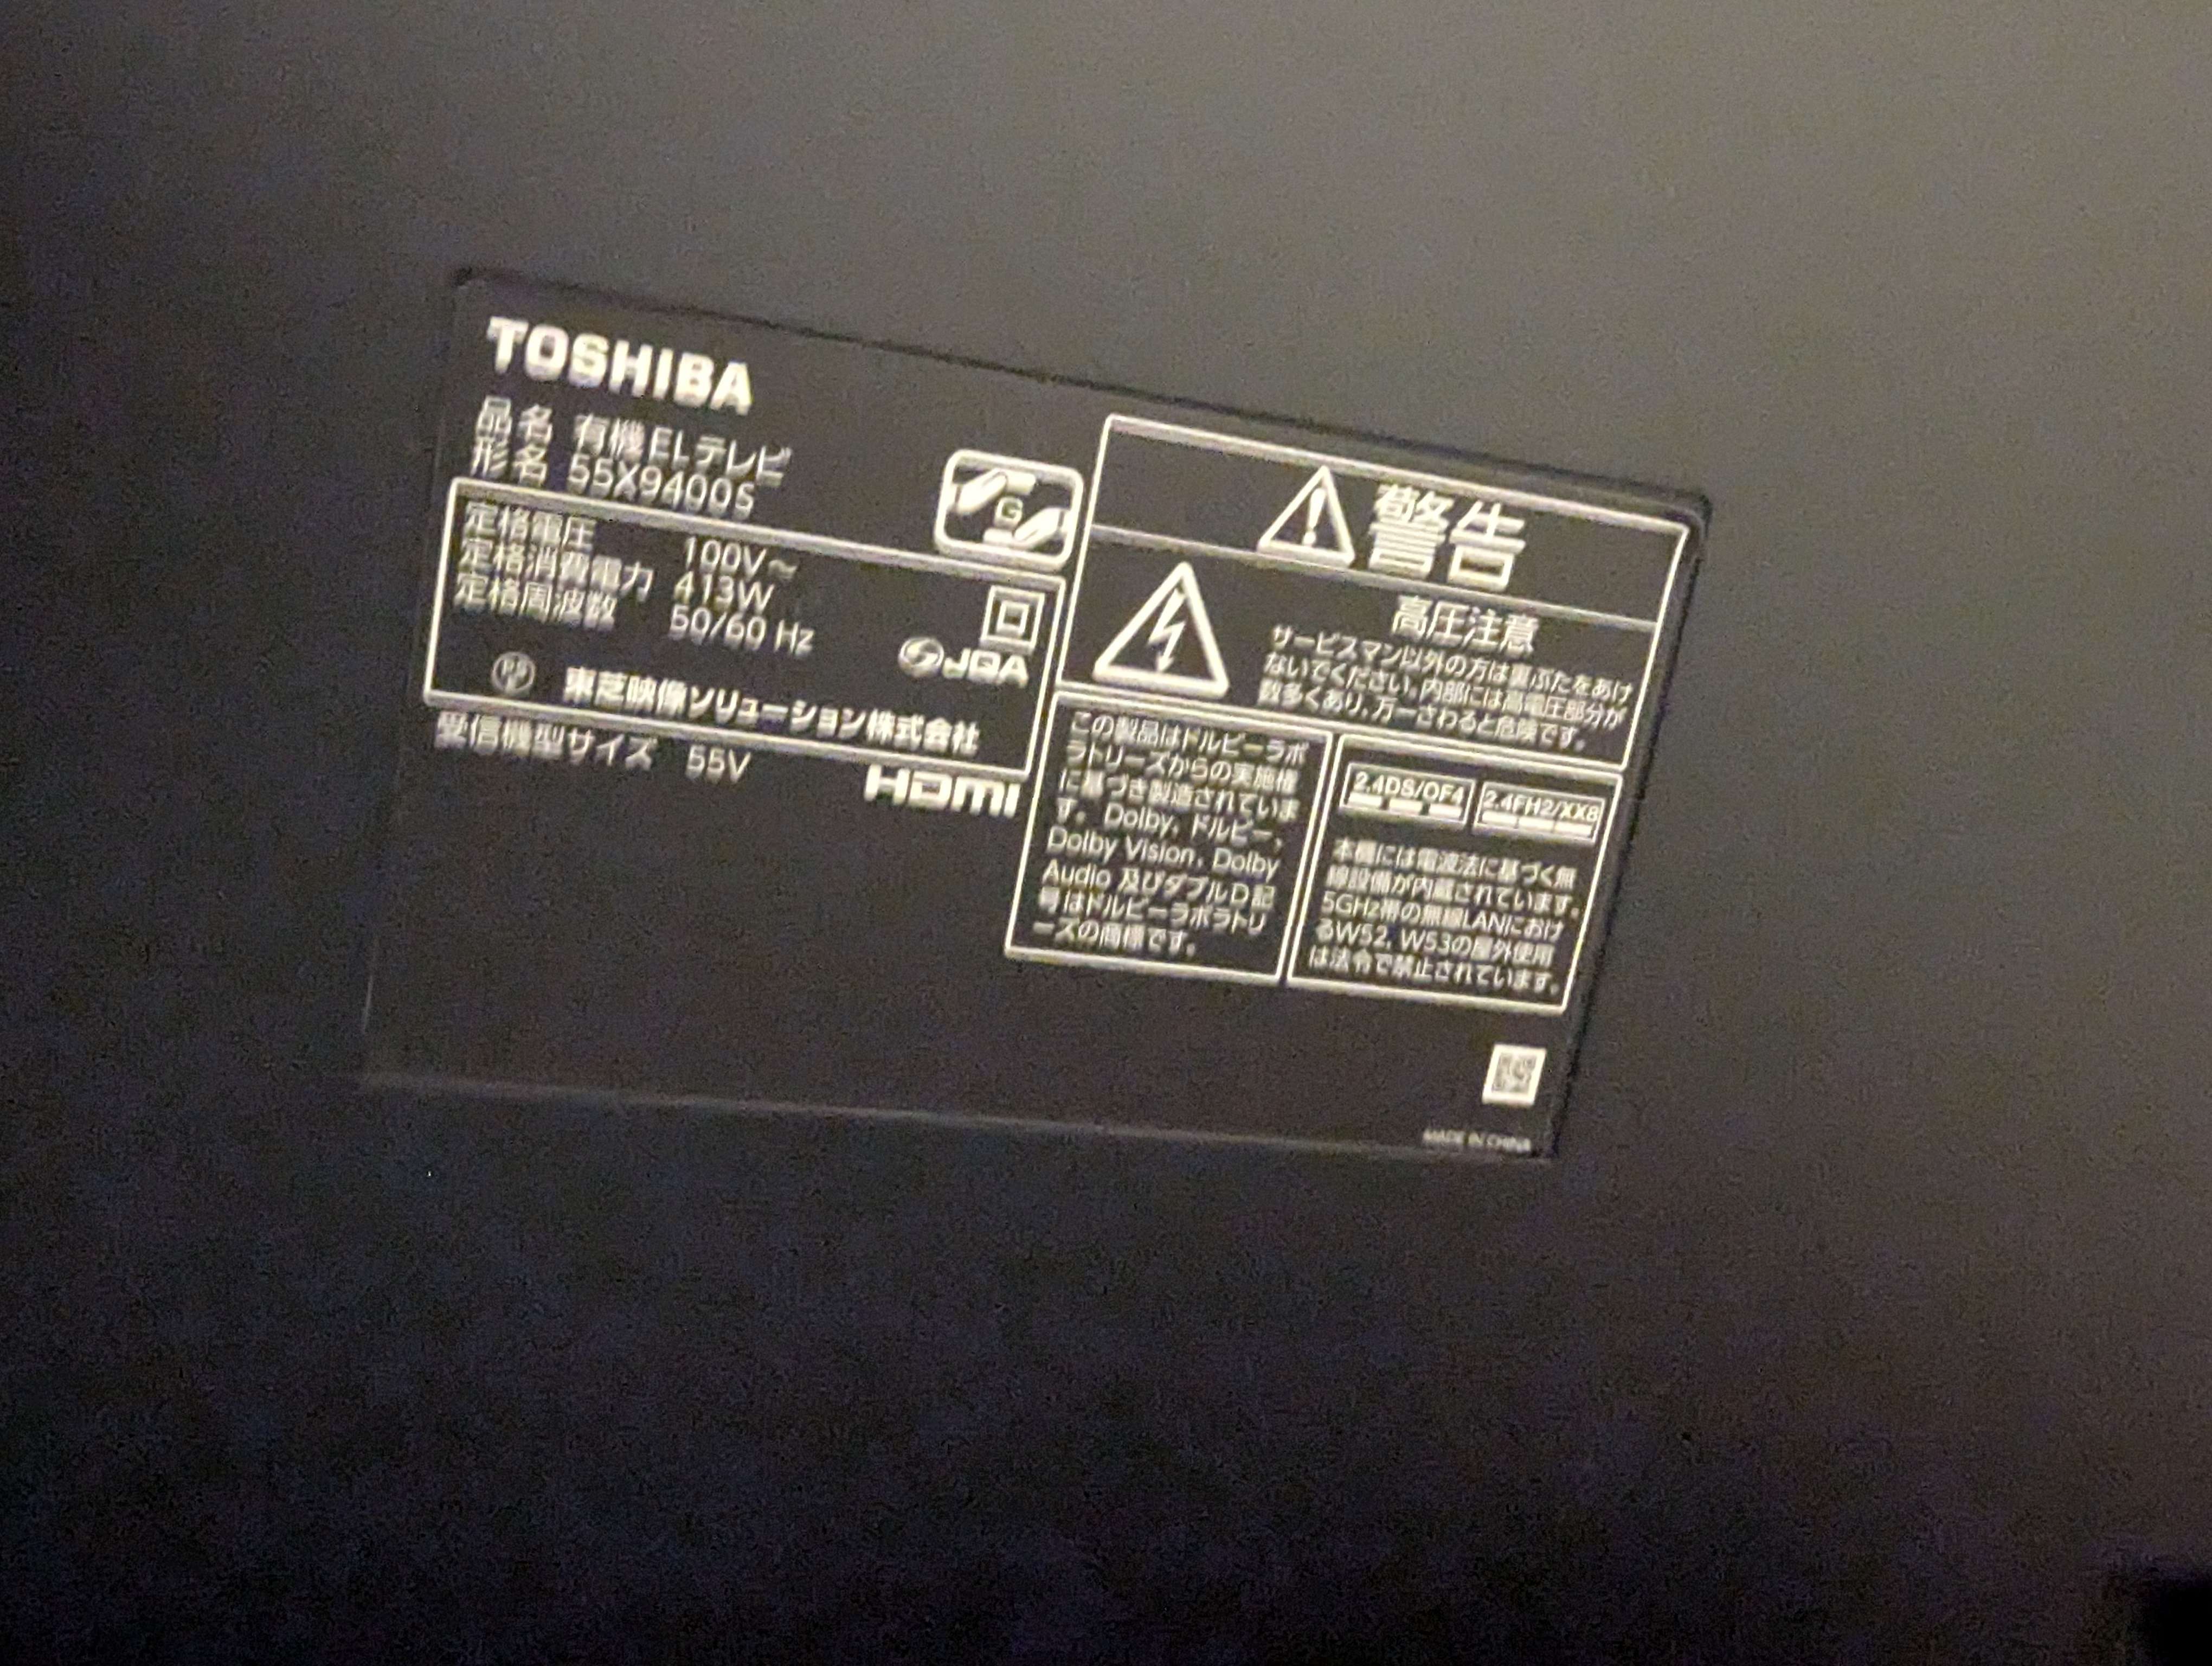 TOSHIBA
品名 有機ELテレビ
形名 55X9400S
G
定格電圧 100V~
定格消費電力 413W
定格周波数 50/60 Hz
JQA
PS
東芝映像ソリューション株式会社
受信機型サイズ 55V
HDMI
警告
高圧注意
サービスマン以外の方は裏ぶたをあけ
ないでください。内部には高電圧部分が
数多くあり、万一さわると危険です。
この製品はドルビーラボ
ラトリーズからの実施権
に基づき製造されていま
す。Dolby、ドルビー、
Dolby Vision、Dolby
Audio 及びダブルD記
号はドルビーラボラトリ
ーズの商標です。
2.4DS/OF4
2.4FH2/XX8
本機には電波法に基づく無
線設備が内蔵されています。
5GHz帯の無線LANにおけ
るW52、W53の屋外使用
は法令で禁止されています。
MADE IN CHINA